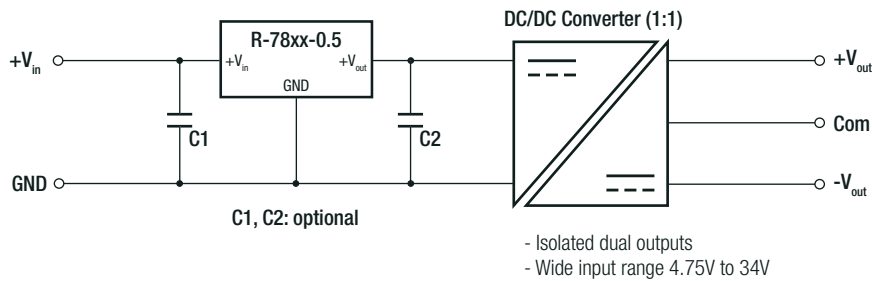 DC/DC Converter (1:1)
R-78xx-0.5
+Vin
+Vin
+Vout
GND
C1
C2
+Vout
Com
GND
-Vout
C1, C2: optional
- Isolated dual outputs
- Wide input range 4.75V to 34V